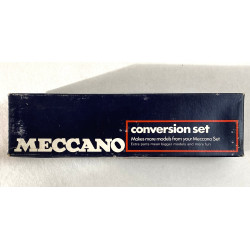 MECCANO
conversion set
Makes more models from your Meccano Set
Extra parts mean bigger models and more fun